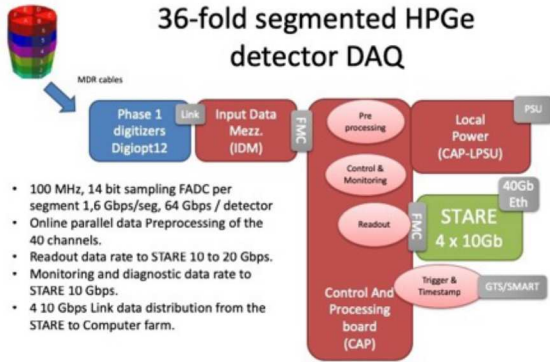 36-fold segmented HPGe
detector DAQ
MDR cables
Phase 1
digitizers
Digiopt12
Link
Input Data
Mezz.
(IDM)
FMC
Pre
processing
Control &
Monitoring
Readout
Local
Power
(CAP-LPSU)
PSU
40Gb
Eth
FMC
STARE
4 x 10Gb
Trigger &
Timestamp
GTS/SMART
Control And
Processing
board
(CAP)
• 100 MHz, 14 bit sampling FADC per
segment 1,6 Gbps/seg, 64 Gbps / detector
• Online parallel data Preprocessing of the
40 channels.
• Readout data rate to STARE 10 to 20 Gbps.
• Monitoring and diagnostic data rate to
STARE 10 Gbps.
• 4 10 Gbps Link data distribution from the
STARE to Computer farm.